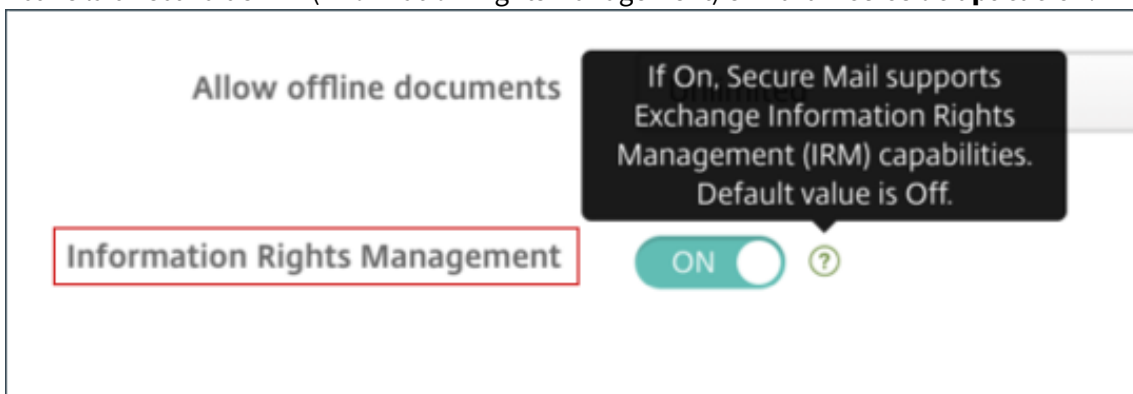 Allow offline documents
If On, Secure Mail supports
Exchange Information Rights
Management (IRM) capabilities.
Default value is Off.
Information Rights Management
ON
?